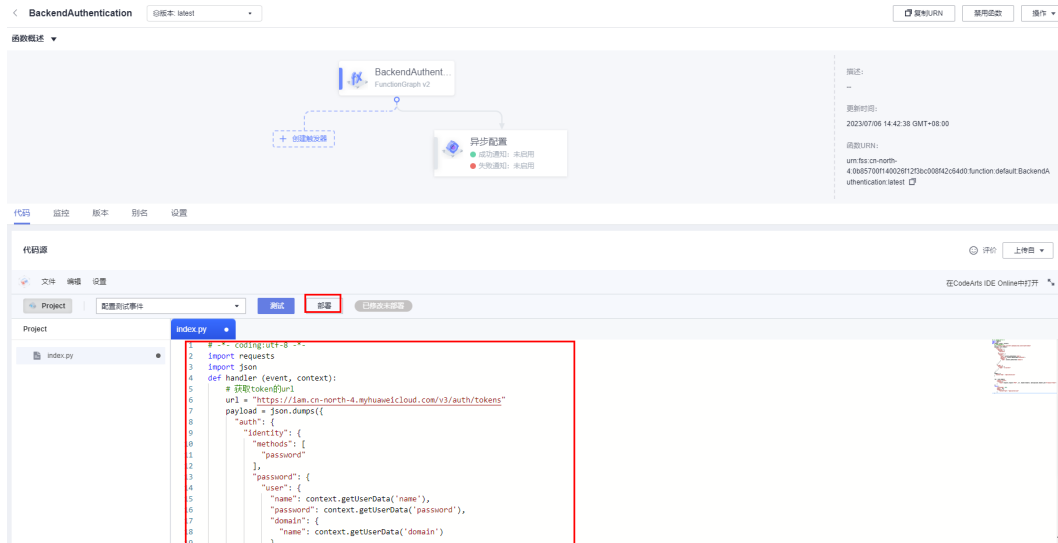 BackendAuthentication
版本: latest
复制URN
禁用函数
操作
函数概述
BackendAuthent...
FunctionGraph v2
创建触发器
异步配置
成功通知：未启用
失败通知：未启用
描述：
--
更新时间：
2023/07/06 14:42:38 GMT+08:00
函数URN：
urn:fss:cn-north-
4:0b85700f140026f12f3bc008f42c64d0:function:default:BackendA
uthentication:latest
代码 监控 版本 别名 设置
代码源
评价
上传自
文件 编辑 设置
在CodeArts IDE Online中打开
Project
配置测试事件
测试
部署
已修改未部署
Project
index.py
index.py
1 # -*- coding:utf-8 -*-
2 import requests
3 import json
4 def handler (event, context):
5 # 获取token的url
6 url = "https://iam.cn-north-4.myhuaweicloud.com/v3/auth/tokens"
7 payload = json.dumps({
8 "auth": {
9 "identity": {
10 "methods": [
11 "password"
12 ],
13 "password": {
14 "user": {
15 "name": context.getUserData('name'),
16 "password": context.getUserData('password'),
17 "domain": {
18 "name": context.getUserData('domain')
19 }